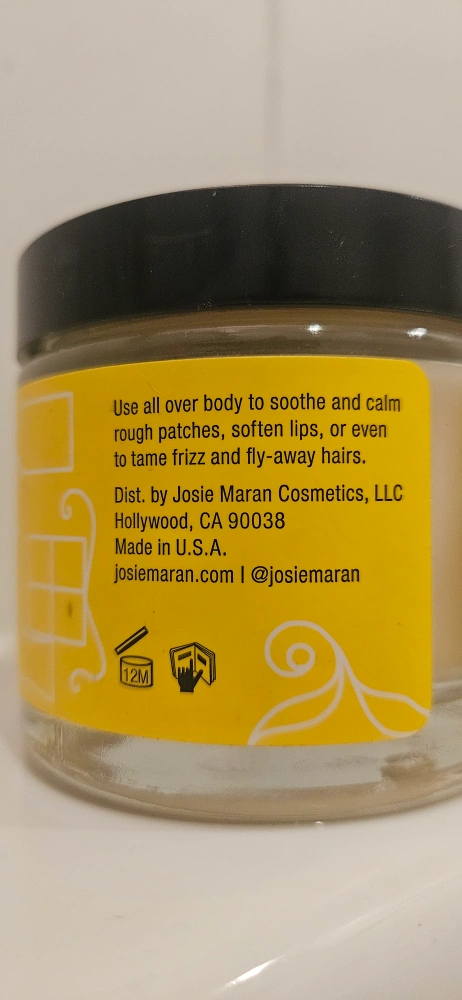 Use all over body to soothe and calm
rough patches, soften lips, or even
to tame frizz and fly-away hairs.
Dist. by Josie Maran Cosmetics, LLC
Hollywood, CA 90038
Made in U.S.A.
josiemaran.com | @josiemaran
12M